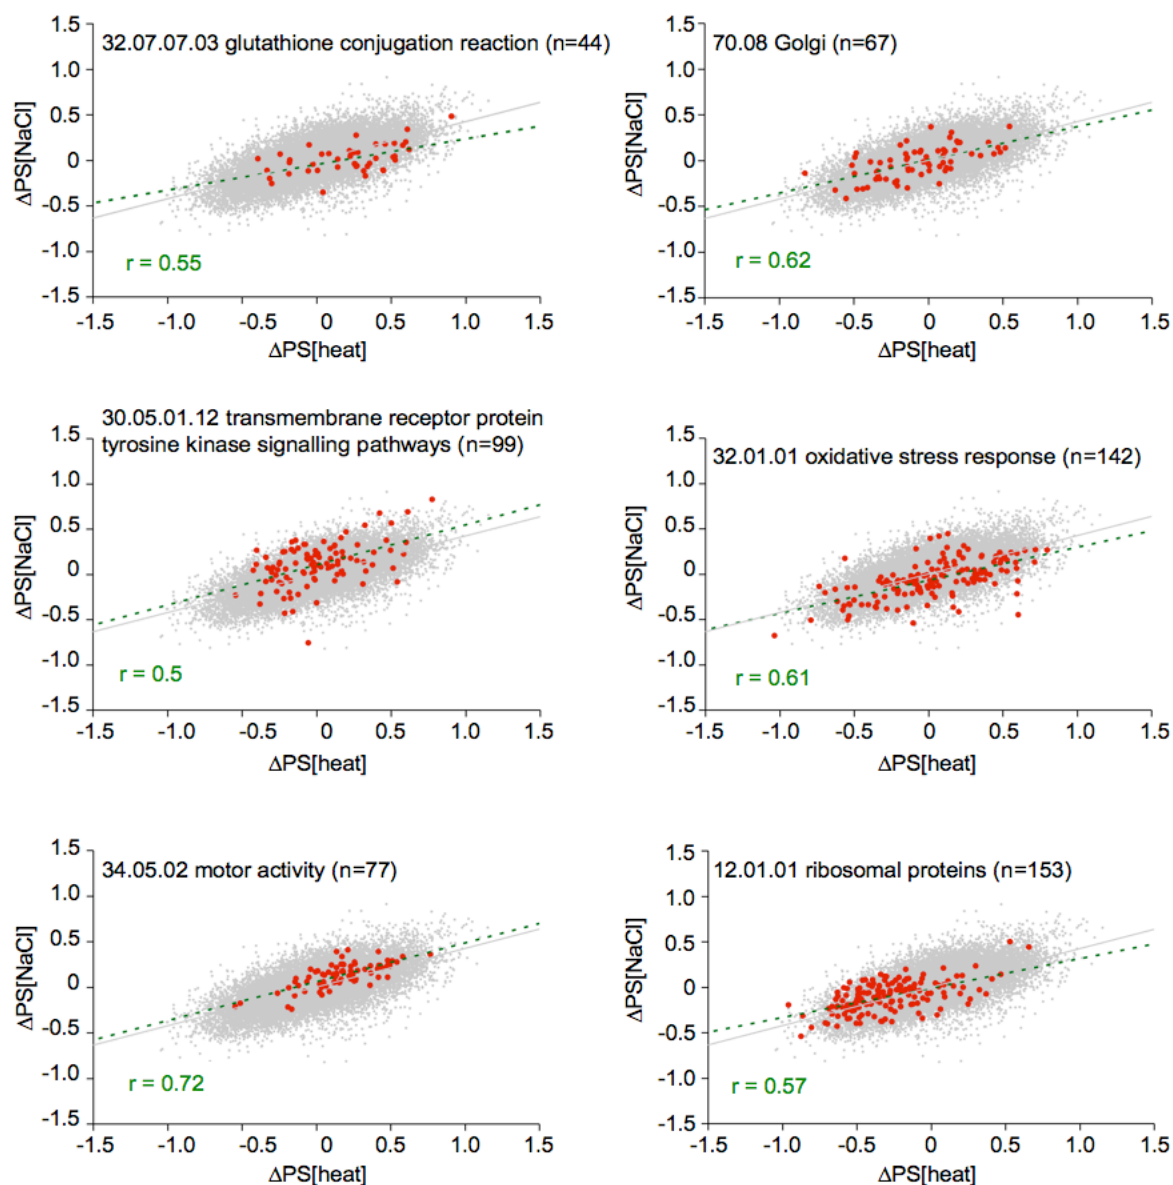 32.07.07.03 glutathione conjugation reaction (n=44)
1.5
1.0
0.5
0
-0.5
-1.0
-1.5
ΔPS[NaCl]
r = 0.55
-1.5 -1.0 -0.5 0 0.5 1.0 1.5
ΔPS[heat]
70.08 Golgi (n=67)
1.5
1.0
0.5
0
-0.5
-1.0
-1.5
ΔPS[NaCl]
r = 0.62
-1.5 -1.0 -0.5 0 0.5 1.0 1.5
ΔPS[heat]
30.05.01.12 transmembrane receptor protein
tyrosine kinase signalling pathways (n=99)
1.5
1.0
0.5
0
-0.5
-1.0
-1.5
ΔPS[NaCl]
r = 0.5
-1.5 -1.0 -0.5 0 0.5 1.0 1.5
ΔPS[heat]
32.01.01 oxidative stress response (n=142)
1.5
1.0
0.5
0
-0.5
-1.0
-1.5
ΔPS[NaCl]
r = 0.61
-1.5 -1.0 -0.5 0 0.5 1.0 1.5
ΔPS[heat]
34.05.02 motor activity (n=77)
1.5
1.0
0.5
0
-0.5
-1.0
-1.5
ΔPS[NaCl]
r = 0.72
-1.5 -1.0 -0.5 0 0.5 1.0 1.5
ΔPS[heat]
12.01.01 ribosomal proteins (n=153)
1.5
1.0
0.5
0
-0.5
-1.0
-1.5
ΔPS[NaCl]
r = 0.57
-1.5 -1.0 -0.5 0 0.5 1.0 1.5
ΔPS[heat]